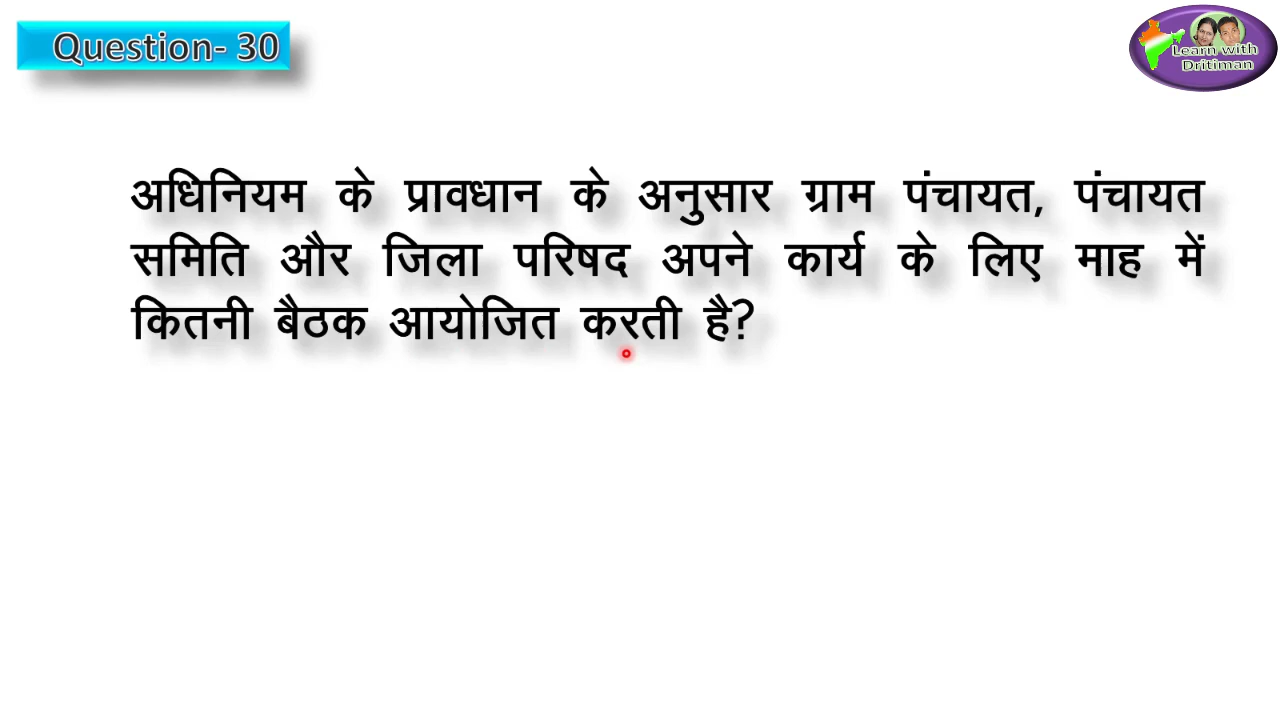 Question- 30
Learn with
Dritiman
अधिनियम के प्रावधान के अनुसार ग्राम पंचायत, पंचायत
समिति और जिला परिषद अपने कार्य के लिए माह में
कितनी बैठक आयोजित करती है?